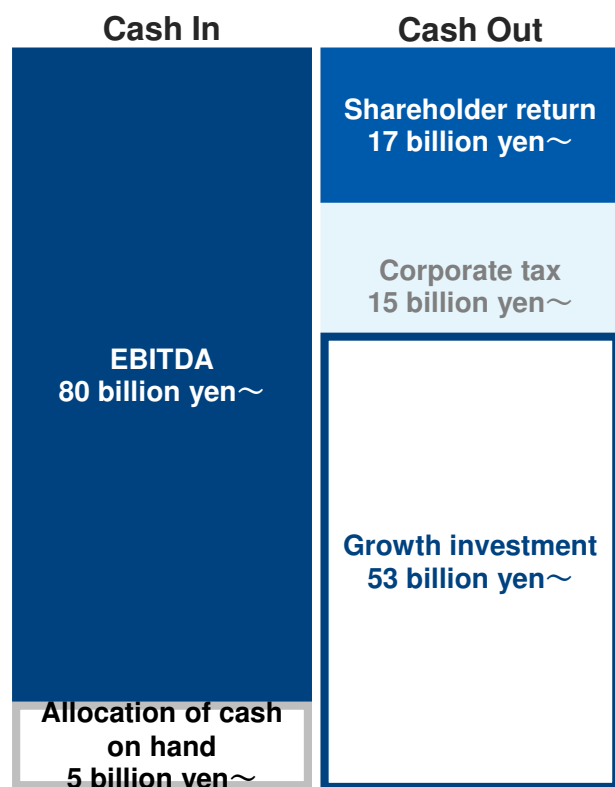 Cash In
EBITDA
80 billion yen～
Allocation of cash
on hand
5 billion yen～
Cash Out
Shareholder return
17 billion yen～
Corporate tax
15 billion yen～
Growth investment
53 billion yen～